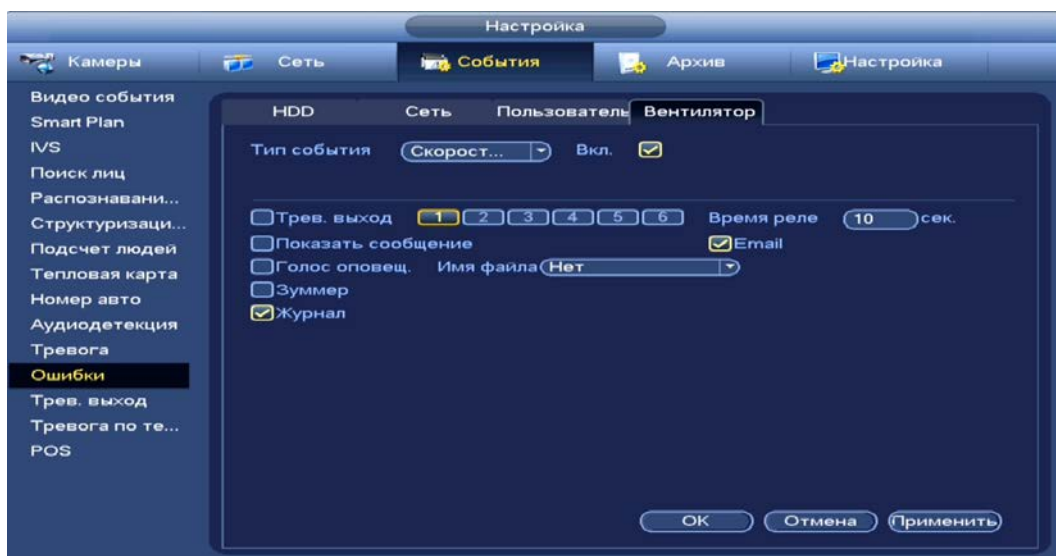 Настройка
Камеры Сеть События Архив Настройка
Видео события
Smart Plan
IVS
Поиск лиц
Распознавани...
Структуризаци...
Подсчет людей
Тепловая карта
Номер авто
Аудиодетекция
Тревога
Ошибки
Трев. выход
Тревога по те...
POS
HDD Сеть Пользователь Вентилятор
Тип события Скорост... Вкл.
Трев. выход 1 2 3 4 5 6 Время реле 10 сек.
Показать сообщение Email
Голос оповещ. Имя файла Нет
Зуммер
Журнал
OK Отмена Применить